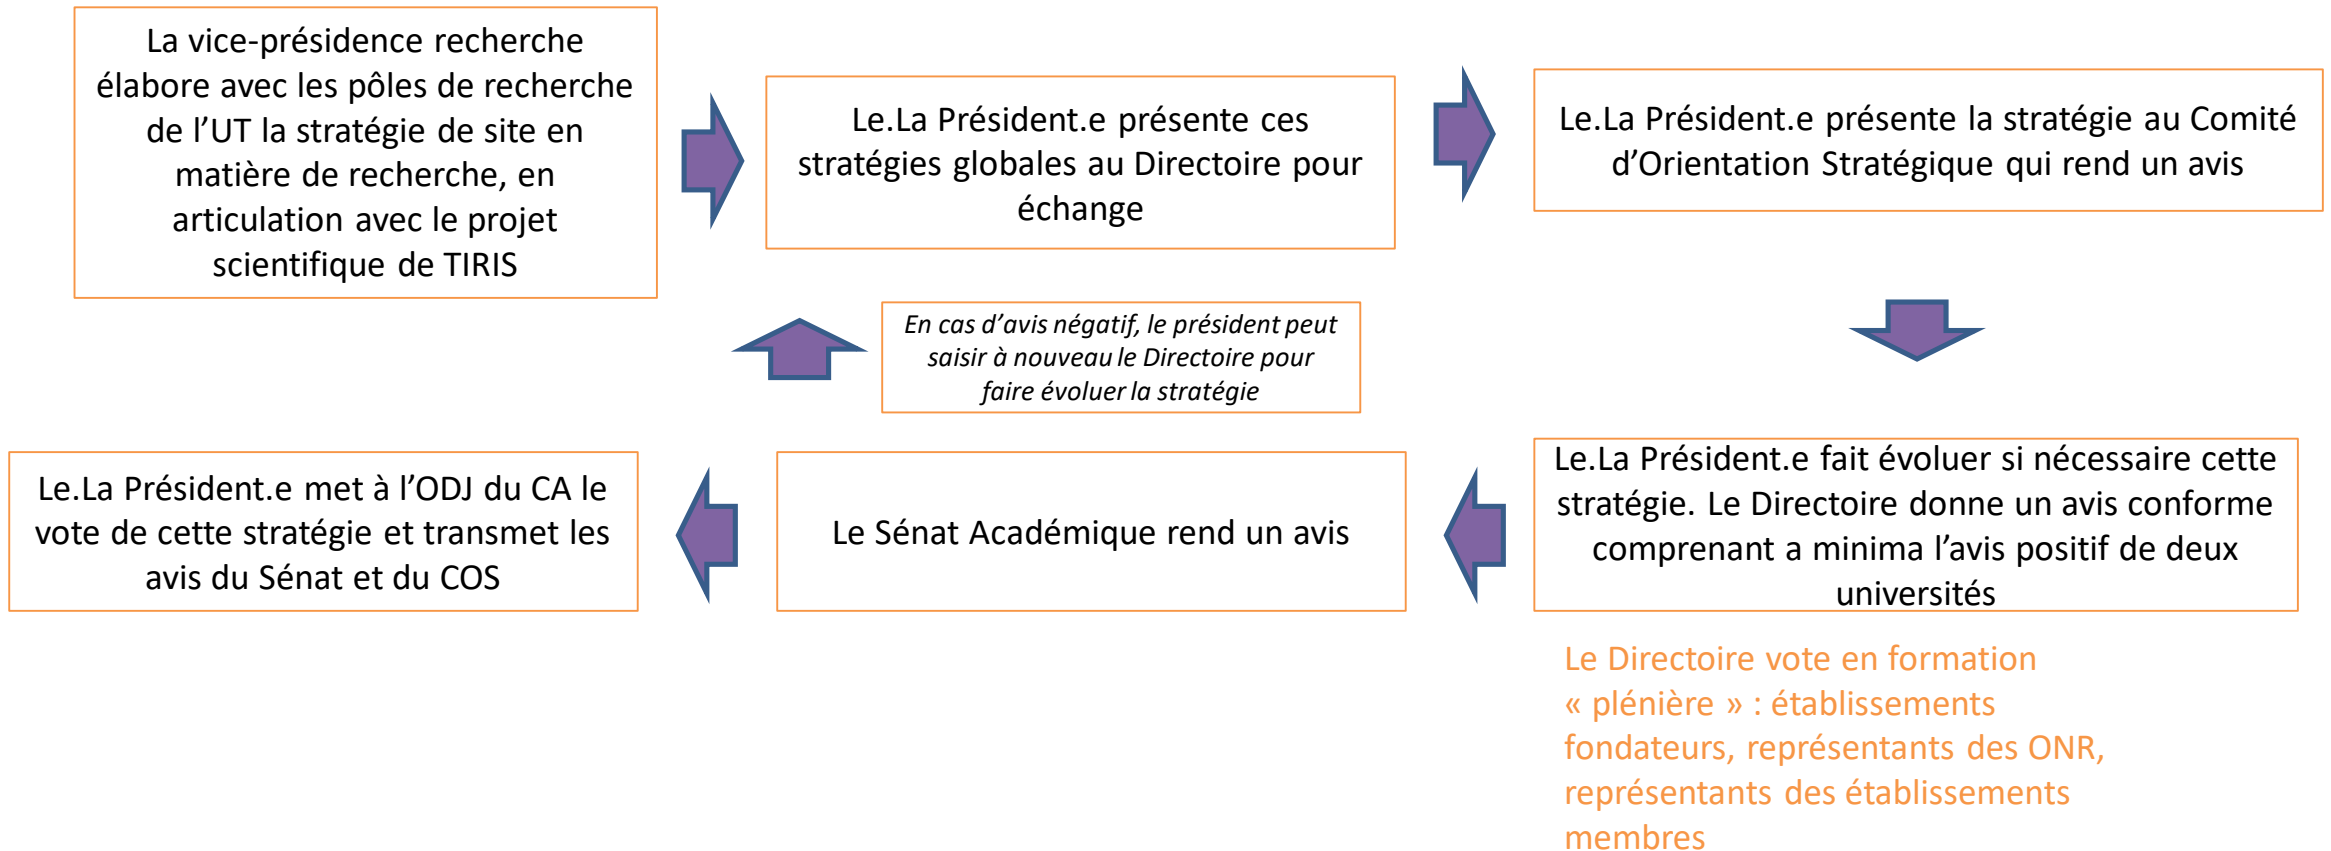 La vice-présidence recherche
élabore avec les pôles de recherche
de l’UT la stratégie de site en
matière de recherche, en
articulation avec le projet
scientifique de TIRIS
Le.La Président.e présente ces
stratégies globales au Directoire pour
échange
Le.La Président.e présente la stratégie au Comité
d’Orientation Stratégique qui rend un avis
En cas d’avis négatif, le président peut
saisir à nouveau le Directoire pour
faire évoluer la stratégie
Le.La Président.e met à l’ODJ du CA le
vote de cette stratégie et transmet les
avis du Sénat et du COS
Le Sénat Académique rend un avis
Le.La Président.e fait évoluer si nécessaire cette
stratégie. Le Directoire donne un avis conforme
comprenant a minima l’avis positif de deux
universités
Le Directoire vote en formation
« plénière » : établissements
fondateurs, représentants des ONR,
représentants des établissements
membres